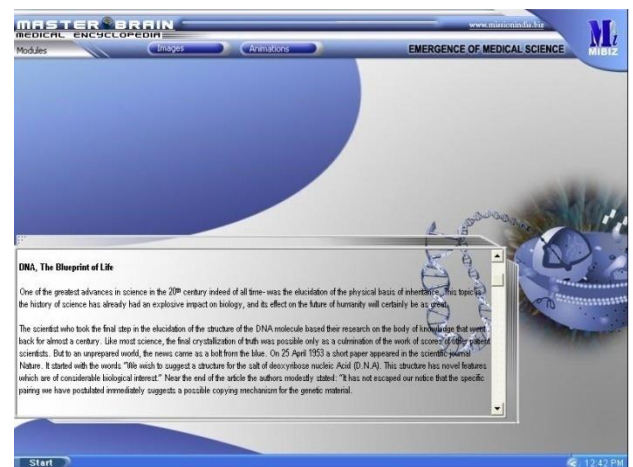 MASTER BRAIN
MEDICAL ENCYCLOPEDIA
www.missionindia.biz
Modules
Images
Animations
EMERGENCE OF MEDICAL SCIENCE
MIBIZ
DNA, The Blueprint of Life
One of the greatest advances in science in the 20th century indeed of all time- was the elucidation of the physical basis of inheritance. This topic is
the history of science has already had an explosive impact on biology, and its effect on the future of humanity will certainly be as great.
The scientist who took the final step in the elucidation of the structure of the DNA molecule based their research on the body of knowledge that went
back for almost a century. Like most science, the final crystallization of truth was possible only as a culmination of the work of scores of other patient
scientists. But to an unprepared world, the news came as a bolt from the blue. On 25 April 1953 a short paper appeared in the scientific journal
Nature. It started with the words "We wish to suggest a structure for the salt of deoxyribose nucleic Acid (D.N.A). This structure has novel features
which are of considerable biological interest." Near the end of the article the authors modestly stated: "It has not escaped our notice that the specific
pairing we have postulated immediately suggests a possible copying mechanism for the genetic material.
Start
12:42 PM